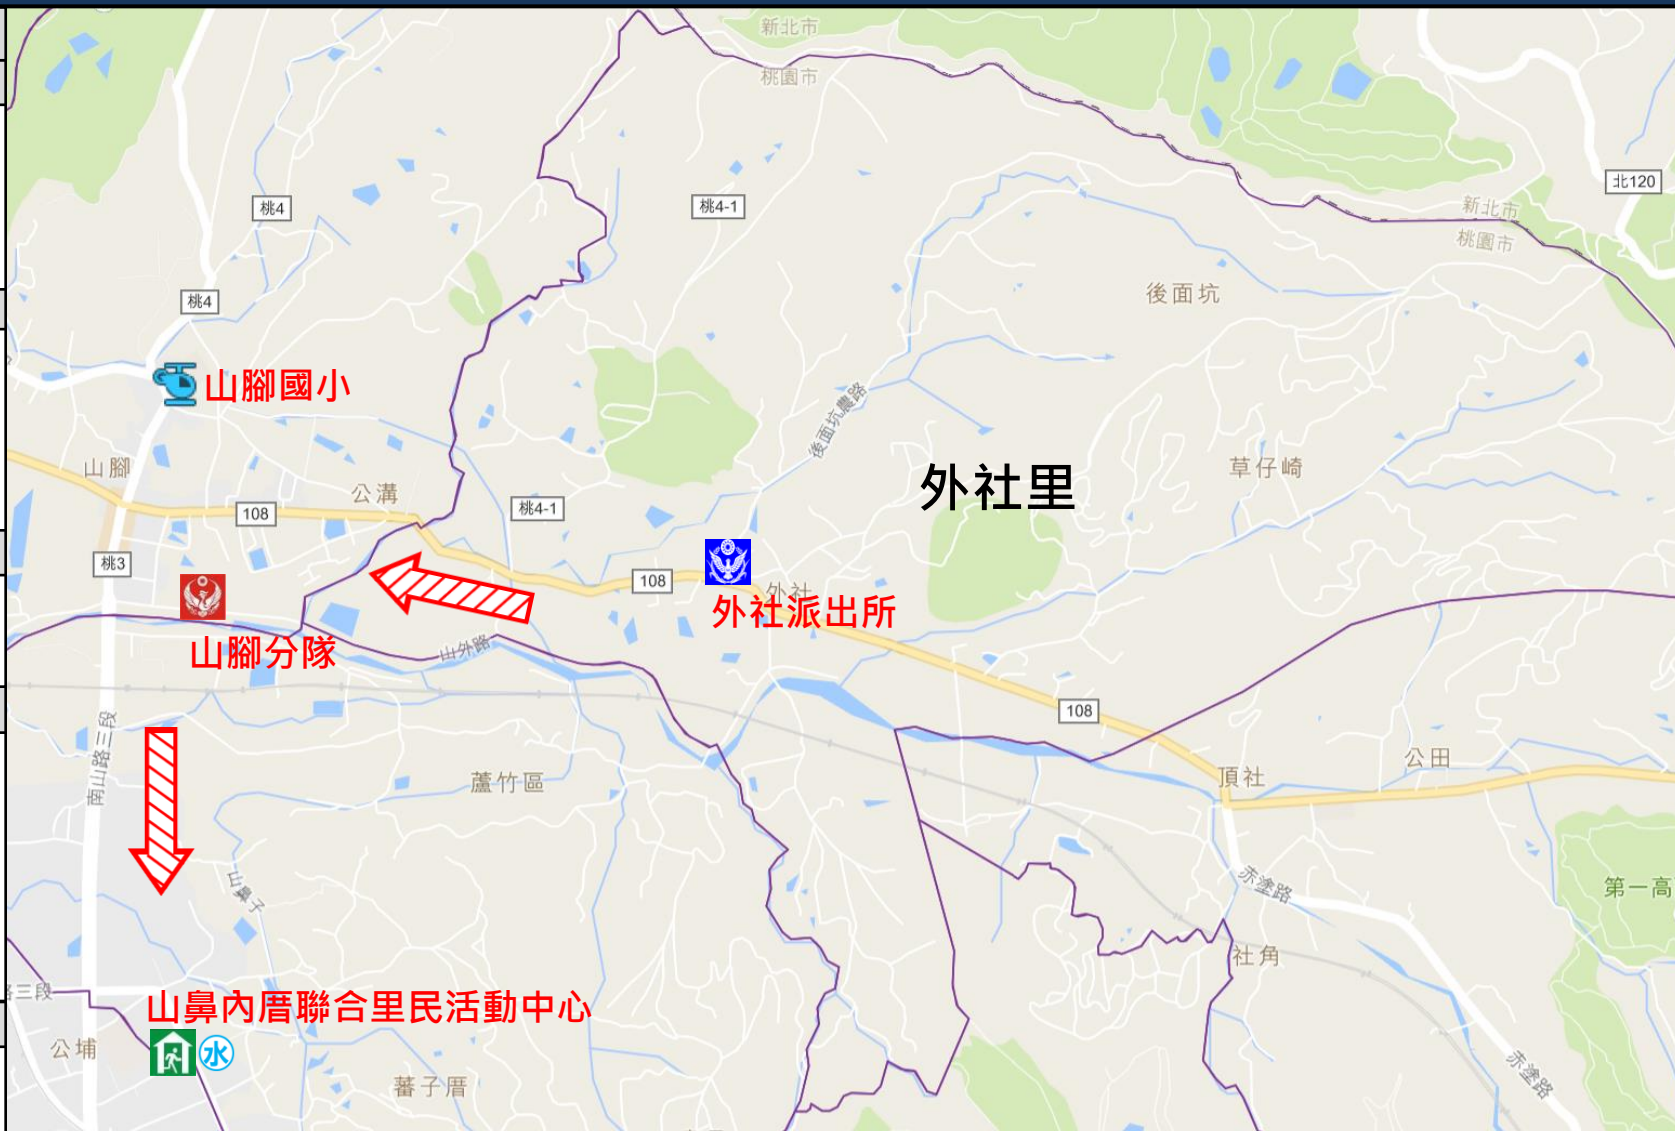 新北市
桃園市
北120
桃4
桃4-1
新北市
桃園市
後面坑
桃4
山腳國小
後面坑農路
山腳
草仔崎
外社里
公溝
桃4-1
108
桃3
108
外社
外社派出所
山腳分隊
山外路
108
南山路三段
公田
頂社
蘆竹區
赤塗路
山鼻子
第一高
社角
路三段
山鼻內厝聯合里民活動中心
公埔
水
赤塗路
蕃子厝